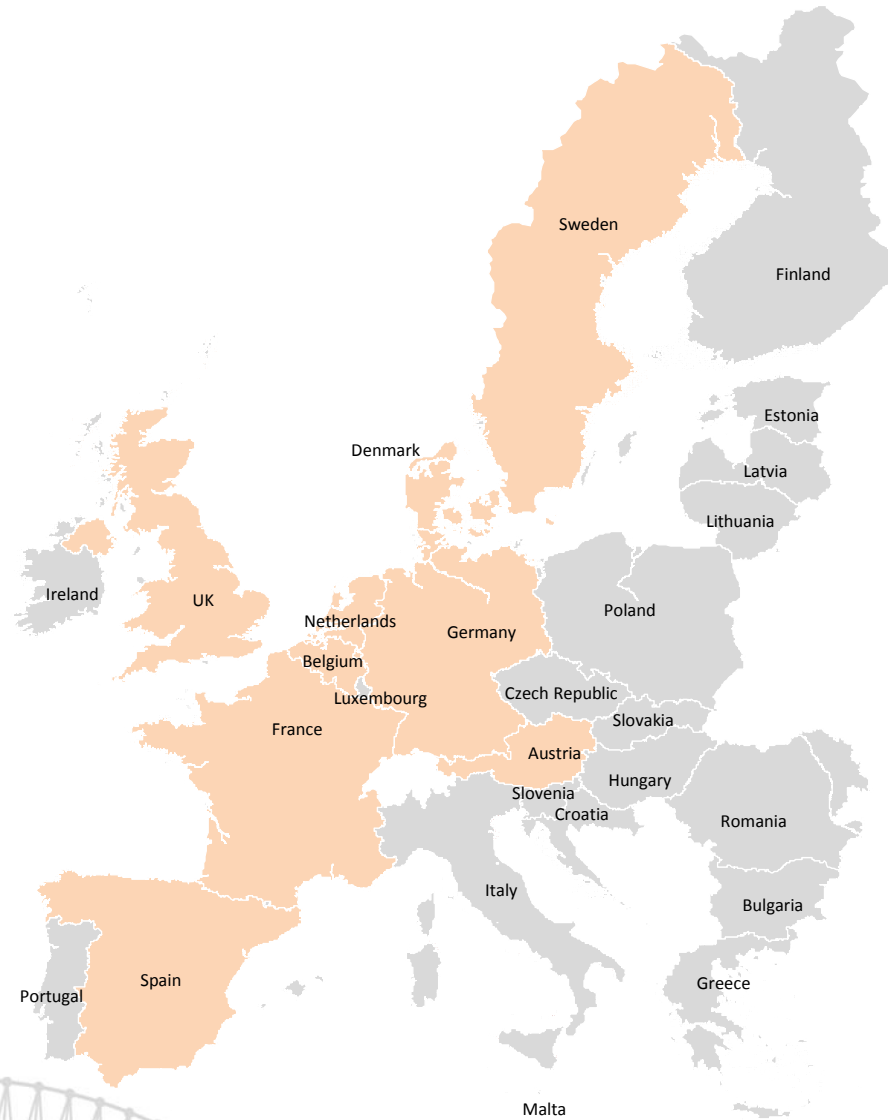 Sweden
Finland
Estonia
Denmark
Latvia
Lithuania
Ireland
UK
Poland
Netherlands
Germany
Belgium
Czech Republic
Luxembourg
Slovakia
France
Austria
Hungary
Slovenia
Croatia
Romania
Italy
Bulgaria
Spain
Greece
Portugal
Malta